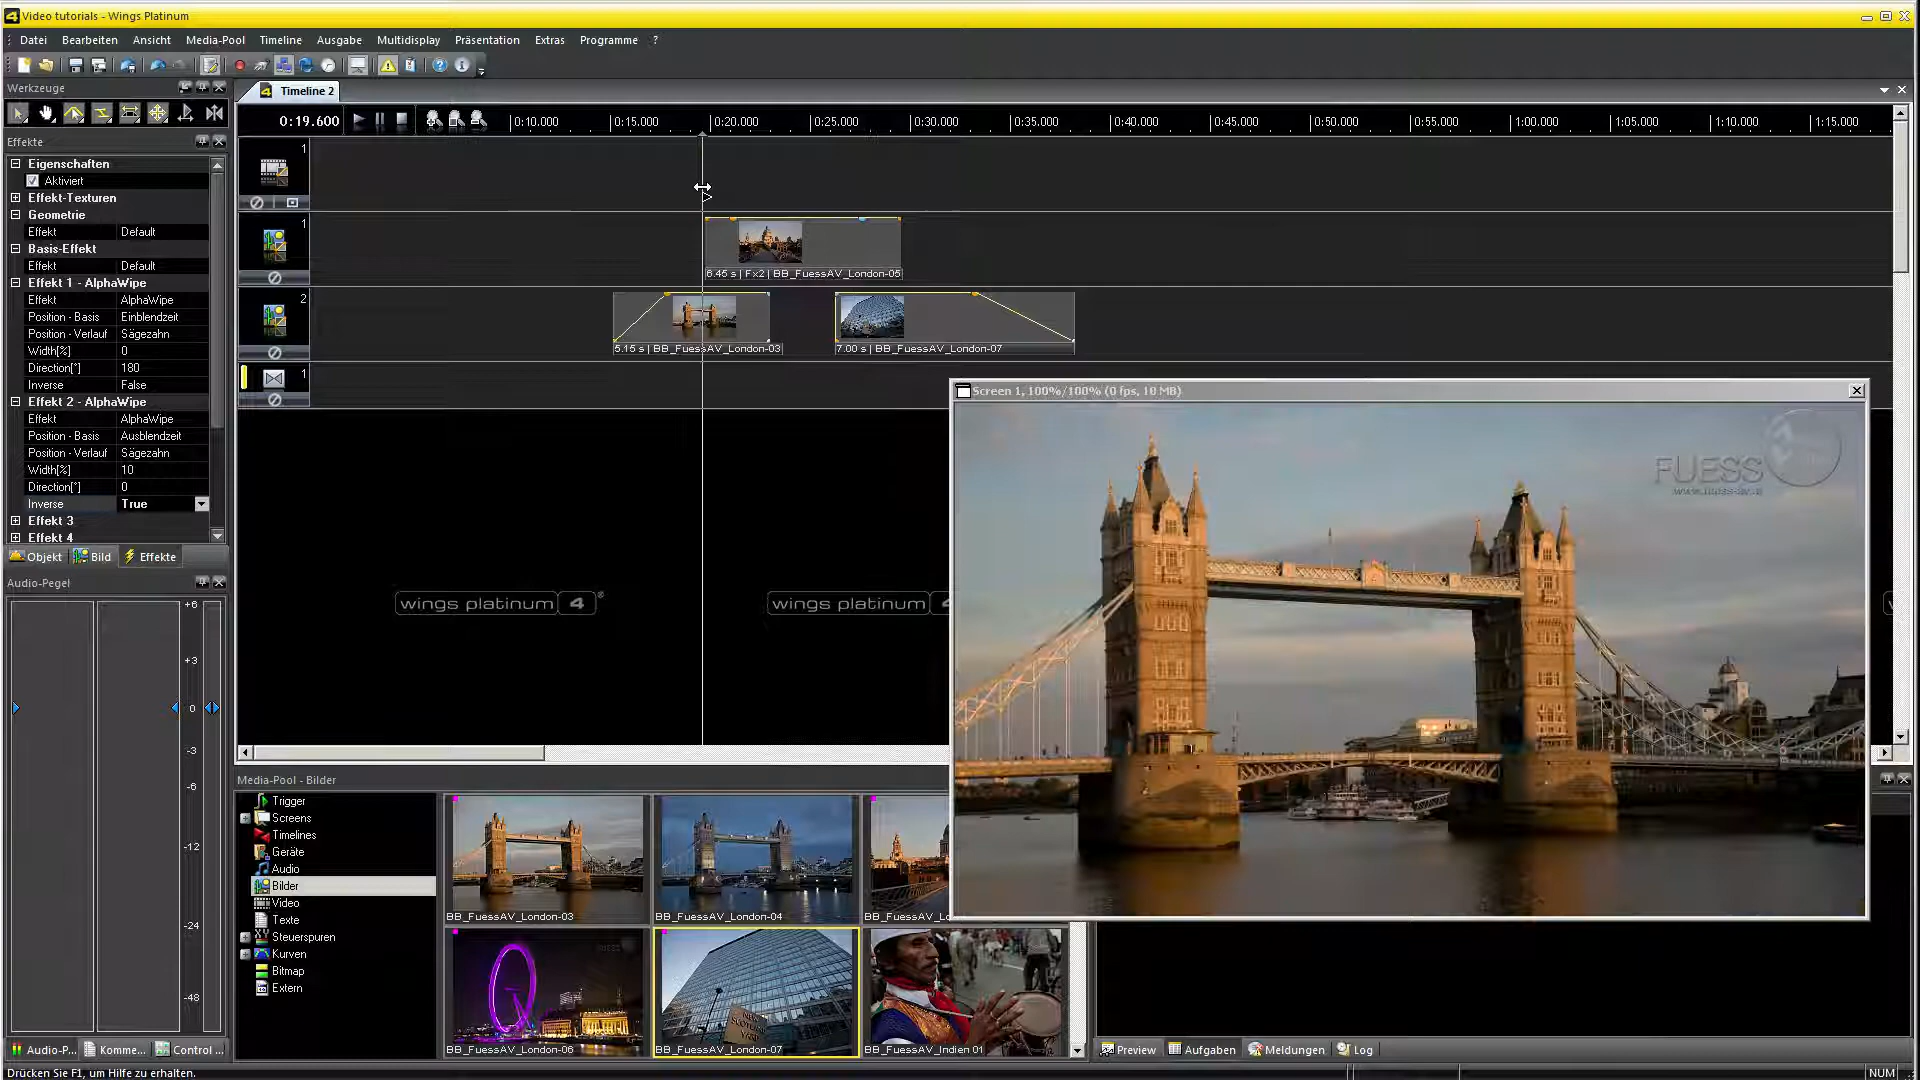 Video tutorials - Wings Platinum
Datei Bearbeiten Ansicht Media-Pool Timeline Ausgabe Multidisplay Präsentation Extras Programme ?
Werkzeuge
Timeline 2
0:19.600
0:10.000 0:15.000 0:20.000 0:25.000 0:30.000 0:35.000 0:40.000 0:45.000 0:50.000 0:55.000 1:00.000 1:05.000 1:10.000 1:15.000
Effekte
Eigenschaften
Aktiviert
Effekt-Texturen
Geometrie
Effekt Default
Basis-Effekt
Effekt Default
Effekt 1 - AlphaWipe
Effekt AlphaWipe
Position - Basis Einblendzeit
Position - Verlauf Sägezahn
Width[%] 0
Direction[°] 180
Inverse False
Effekt 2 - AlphaWipe
Effekt AlphaWipe
Position - Basis Ausblendzeit
Position - Verlauf Sägezahn
Width[%] 10
Direction[°] 0
Inverse True
Effekt 3
Effekt 4
Objekt Bild Effekte
1
1
6.45 s | Fx2 | BB_FuessAV_London-05
2
5.15 s | BB_FuessAV_London-03
7.00 s | BB_FuessAV_London-07
1
Screen 1, 100%/100% (0 fps, 10 MB)
FUESS
wings platinum 4
wings platinum 4
Audio-Pegel
+6
+3
0
-3
-6
-12
-24
-48
Audio-P... Komme... Control ...
Media-Pool - Bilder
Trigger
Screens
Timelines
Geräte
Audio
Bilder
Video
Texte
Steuerspuren
Kurven
Bitmap
Extern
BB_FuessAV_London-03
BB_FuessAV_London-04
BB_FuessAV_Lo
BB_FuessAV_London-06
BB_FuessAV_London-07
BB_FuessAV_Indien 01
NEW SCOTLAND YARD
Preview Aufgaben Meldungen Log
Drücken Sie F1, um Hilfe zu erhalten.
NUM